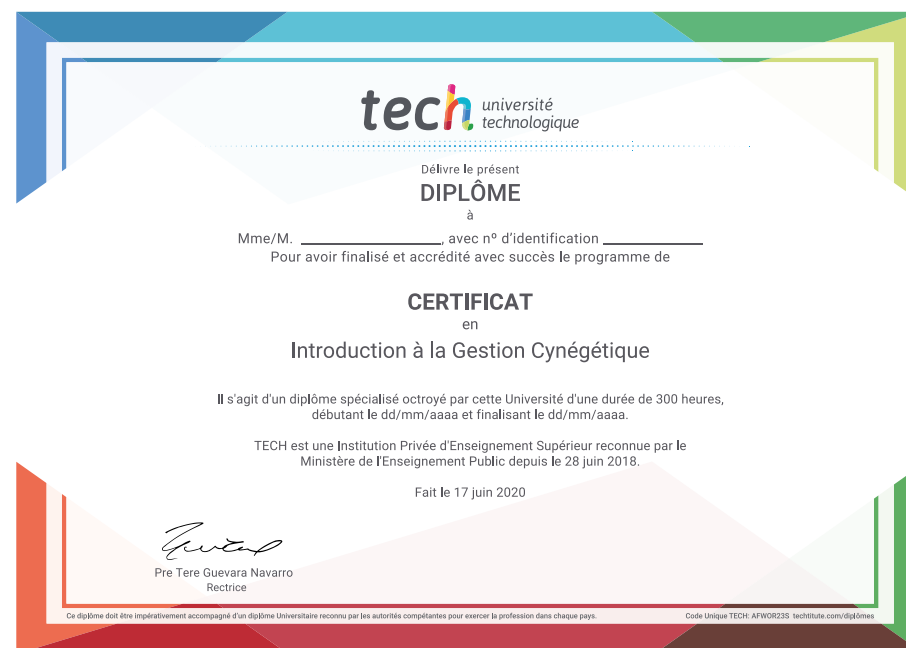 tech université
technologique
Délivre le présent
DIPLÔME
à
Mme/M. ____________________, avec nº d'identification ______________
Pour avoir finalisé et accrédité avec succès le programme de
CERTIFICAT
en
Introduction à la Gestion Cynégétique
Il s'agit d'un diplôme spécialisé octroyé par cette Université d'une durée de 300 heures,
débutant le dd/mm/aaaa et finalisant le dd/mm/aaaa.
TECH est une Institution Privée d'Enseignement Supérieur reconnue par le
Ministère de l'Enseignement Public depuis le 28 juin 2018.
Fait le 17 juin 2020
Pre Tere Guevara Navarro
Rectrice
Ce diplôme doit être impérativement accompagné d'un diplôme Universitaire reconnu par les autorités compétentes pour exercer la profession dans chaque pays.
Code Unique TECH: AFWOR23S techtitute.com/diplômes